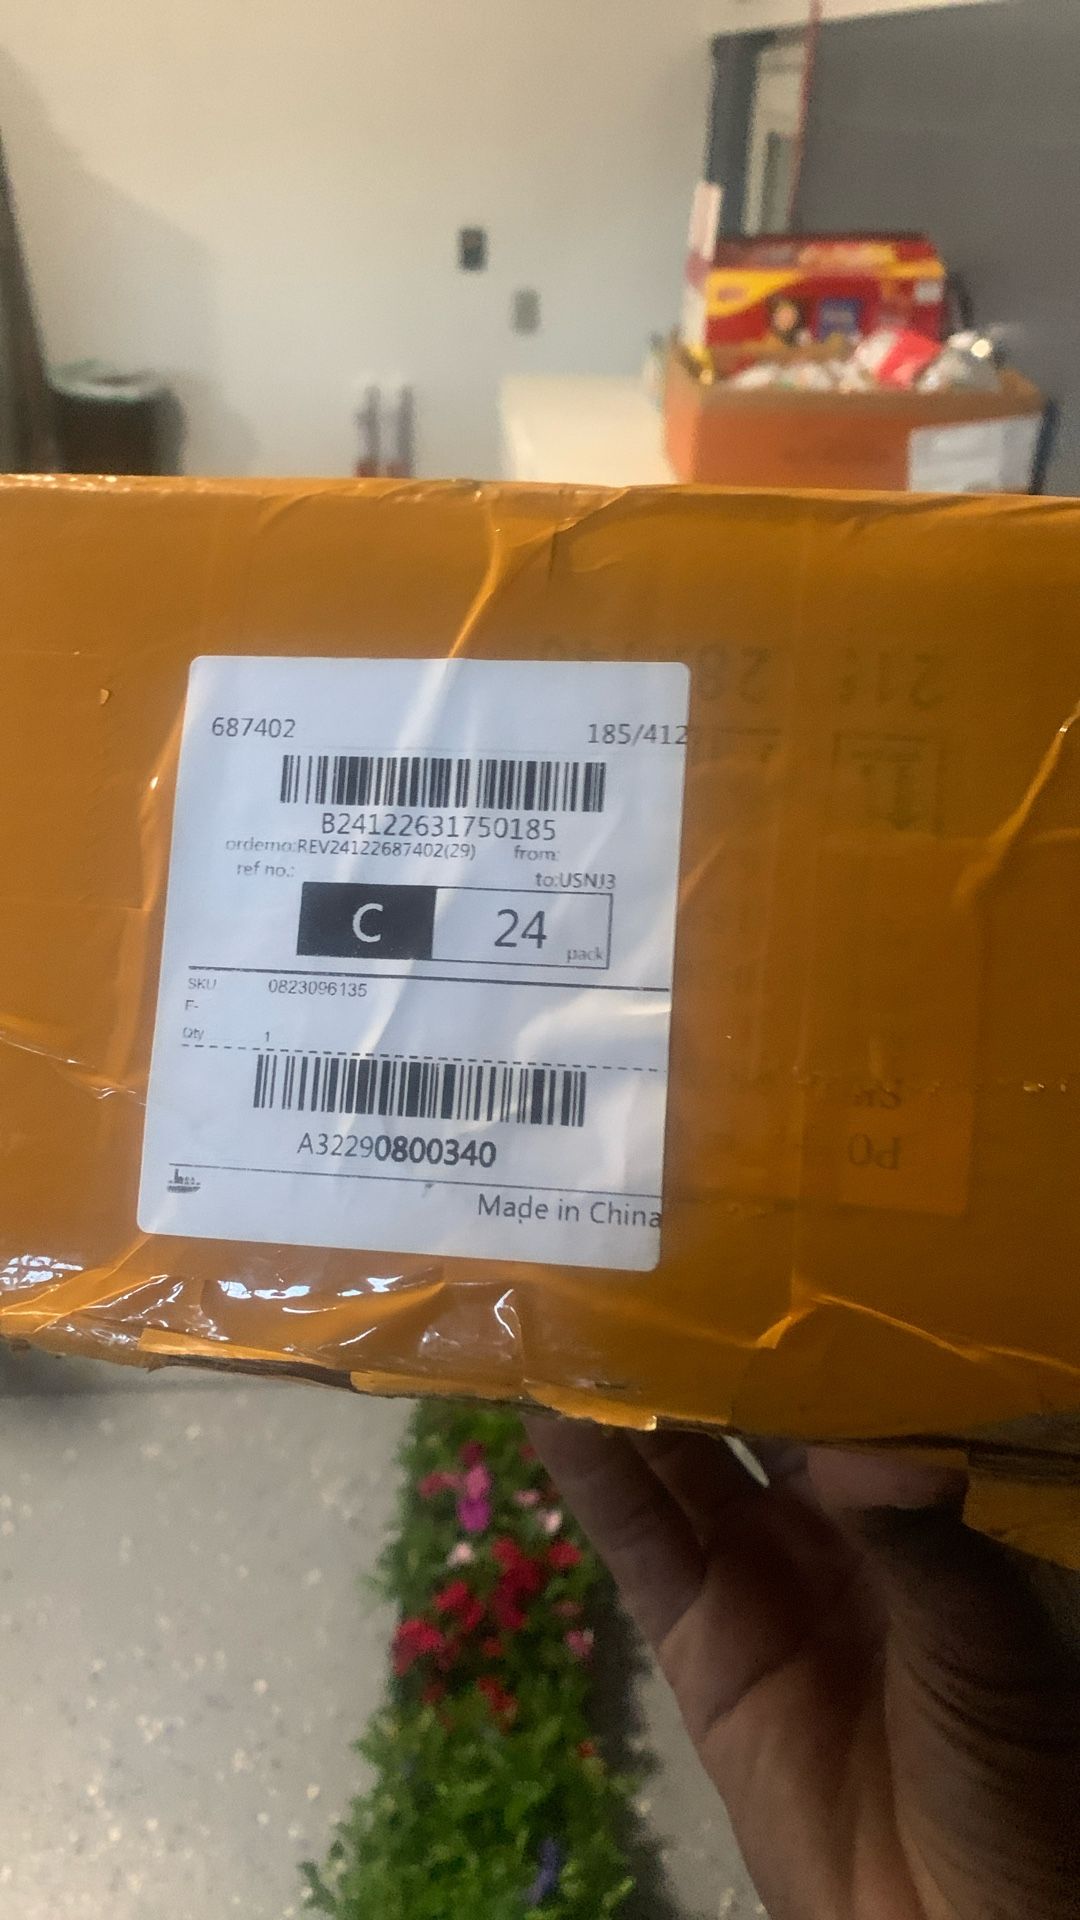 687402 185/412
B24122631750185
orderno:REV24122687402(29) from:
ref no.: to:USNJ3
C 24 pack
SKU 0823096135
F-
Qty 1
A32290800340
Made in China